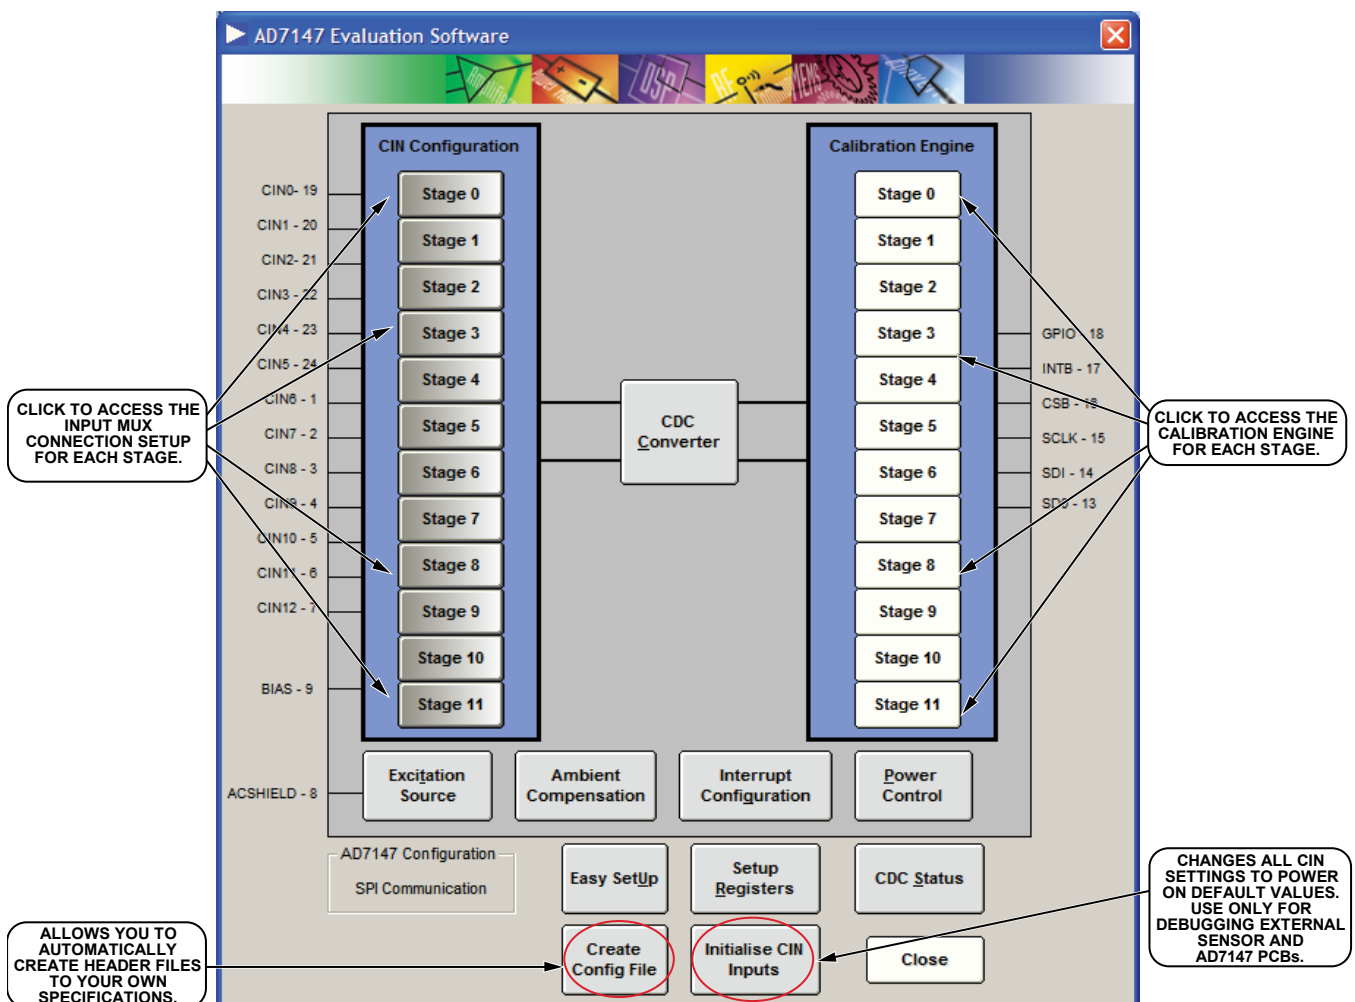 AD7147 Evaluation Software
Amplifiers
Power Management
DSP
RF
MEMS
CIN Configuration
Calibration Engine
Stage 0
Stage 1
Stage 2
Stage 3
Stage 4
Stage 5
Stage 6
Stage 7
Stage 8
Stage 9
Stage 10
Stage 11
CIN0- 19
CIN1 - 20
CIN2- 21
CIN3 - 22
CIN4 - 23
CIN5 - 24
CIN6 - 1
CIN7 - 2
CIN8 - 3
CIN9 - 4
CIN10 - 5
CIN11 - 6
CIN12 - 7
BIAS - 9
ACSHIELD - 8
CDC
Converter
Stage 0
Stage 1
Stage 2
Stage 3
Stage 4
Stage 5
Stage 6
Stage 7
Stage 8
Stage 9
Stage 10
Stage 11
GPIO - 18
INTB - 17
CSB - 16
SCLK - 15
SDI - 14
SDO - 13
CLICK TO ACCESS THE
INPUT MUX
CONNECTION SETUP
FOR EACH STAGE.
CLICK TO ACCESS THE
CALIBRATION ENGINE
FOR EACH STAGE.
Excitation
Source
Ambient
Compensation
Interrupt
Configuration
Power
Control
AD7147 Configuration
SPI Communication
Easy SetUp
Setup
Registers
CDC Status
Create
Config File
Initialise CIN
Inputs
Close
ALLOWS YOU TO
AUTOMATICALLY
CREATE HEADER FILES
TO YOUR OWN
SPECIFICATIONS.
CHANGES ALL CIN
SETTINGS TO POWER
ON DEFAULT VALUES.
USE ONLY FOR
DEBUGGING EXTERNAL
SENSOR AND
AD7147 PCBs.